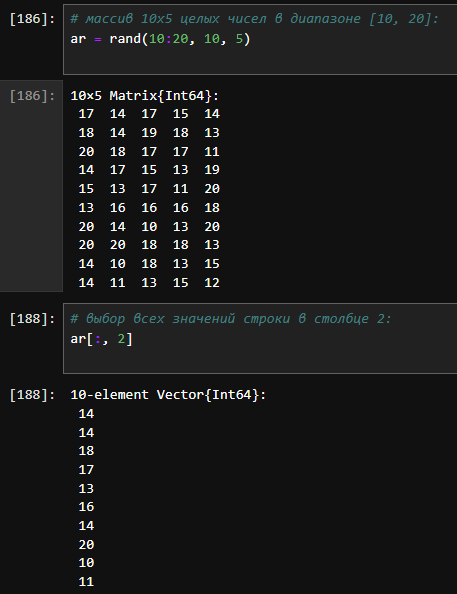 [186]: # массив 10x5 целых чисел в диапазоне [10, 20]:
ar = rand(10:20, 10, 5)
[186]: 10×5 Matrix{Int64}:
17 14 17 15 14
18 14 19 18 13
20 18 17 17 11
14 17 15 13 19
15 13 17 11 20
13 16 16 16 18
20 14 10 13 20
20 20 18 18 13
14 10 18 13 15
14 11 13 15 12
[188]: # выбор всех значений строки в столбце 2:
ar[:, 2]
[188]: 10-element Vector{Int64}:
14
14
18
17
13
16
14
20
10
11